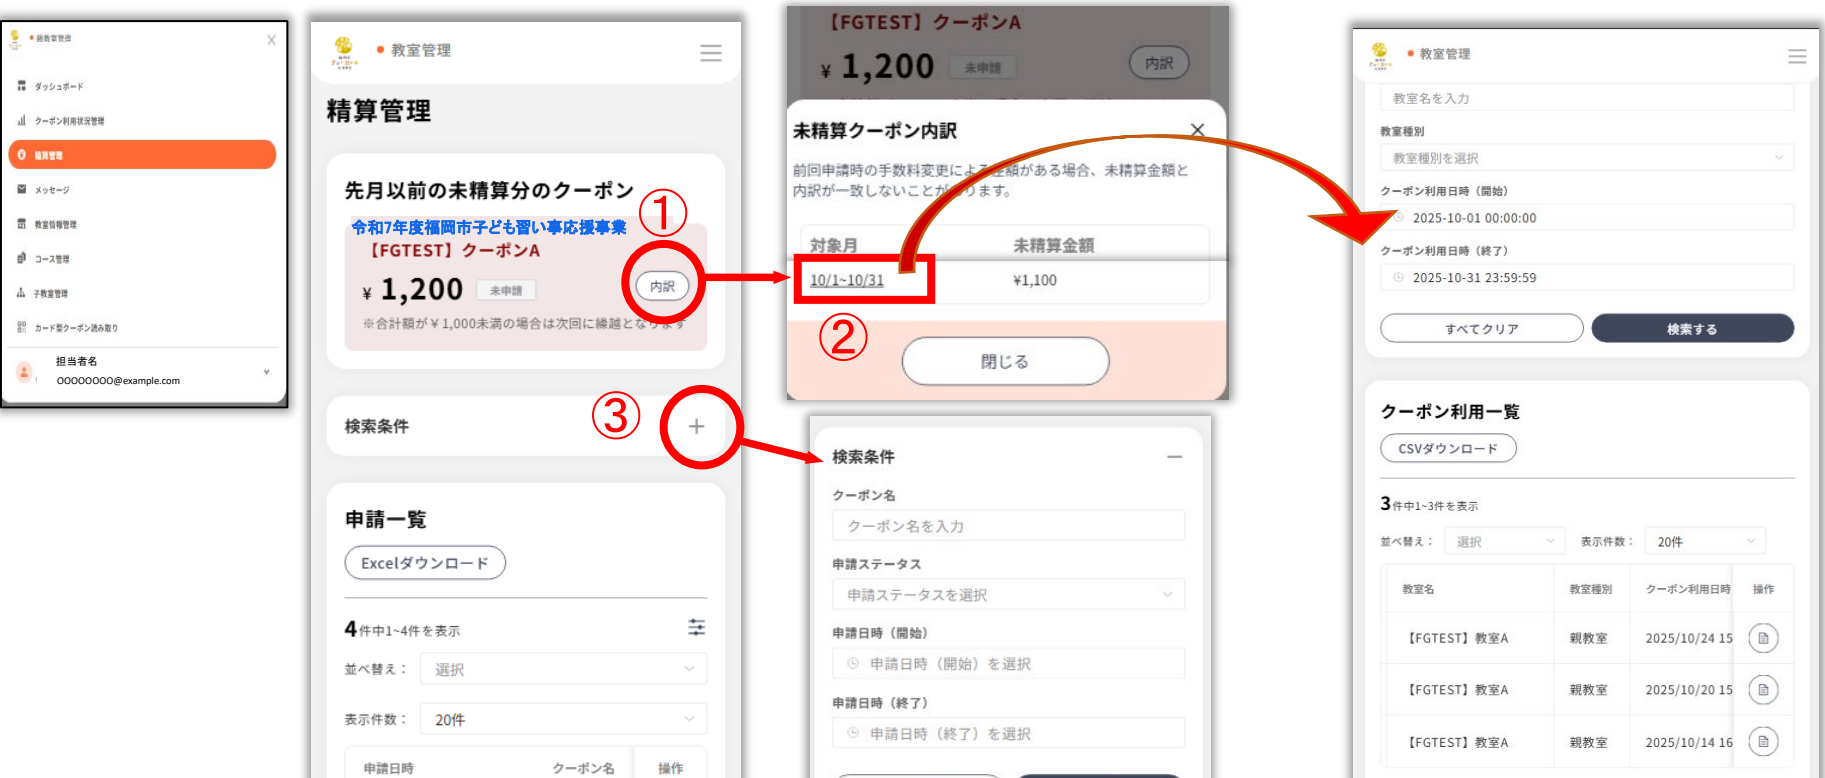 親教室管理
X
ダッシュボード
クーポン利用状況管理
精算管理
メッセージ
教室情報管理
コース管理
子教室管理
カード型クーポン読み取り
担当者名
OOOOOOOO@example.com
教室管理
精算管理
先月以前の未精算分のクーポン
令和7年度福岡市子ども習い事応援事業
【FGTEST】クーポンA
¥ 1,200 未申請 内訳
※合計額が¥1,000未満の場合は次回に繰越となります
①
検索条件 +
③
申請一覧
Excelダウンロード
4件中1~4件を表示
並べ替え： 選択
表示件数： 20件
申請日時 クーポン名 操作
【FGTEST】クーポンA
¥ 1,200 未申請 内訳
未精算クーポン内訳 ×
前回申請時の手数料変更による差額がある場合、未精算金額と
内訳が一致しないことがあります。
対象月 未精算金額
10/1~10/31 ¥1,100
②
閉じる
検索条件 −
クーポン名
クーポン名を入力
申請ステータス
申請ステータスを選択
申請日時（開始）
申請日時（開始）を選択
申請日時（終了）
申請日時（終了）を選択
教室管理
教室名を入力
教室種別
教室種別を選択
クーポン利用日時（開始）
2025-10-01 00:00:00
クーポン利用日時（終了）
2025-10-31 23:59:59
すべてクリア 検索する
クーポン利用一覧
CSVダウンロード
3件中1~3件を表示
並べ替え： 選択 表示件数： 20件
教室名 教室種別 クーポン利用日時 操作
【FGTEST】教室A 親教室 2025/10/24 15
【FGTEST】教室A 親教室 2025/10/20 15
【FGTEST】教室A 親教室 2025/10/14 16